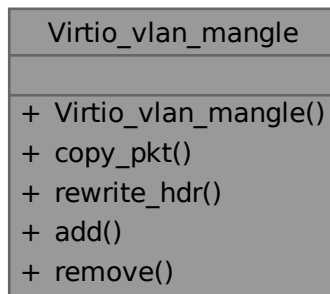 Virtio_vlan_mangle
+ Virtio_vlan_mangle()
+ copy_pkt()
+ rewrite_hdr()
+ add()
+ remove()